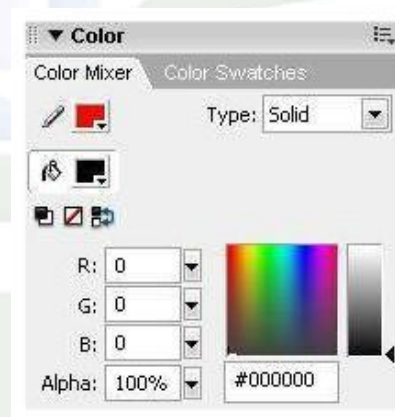 Color
Color Mixer Color Swatches
Type: Solid
R: 0
G: 0
B: 0
Alpha: 100% #000000